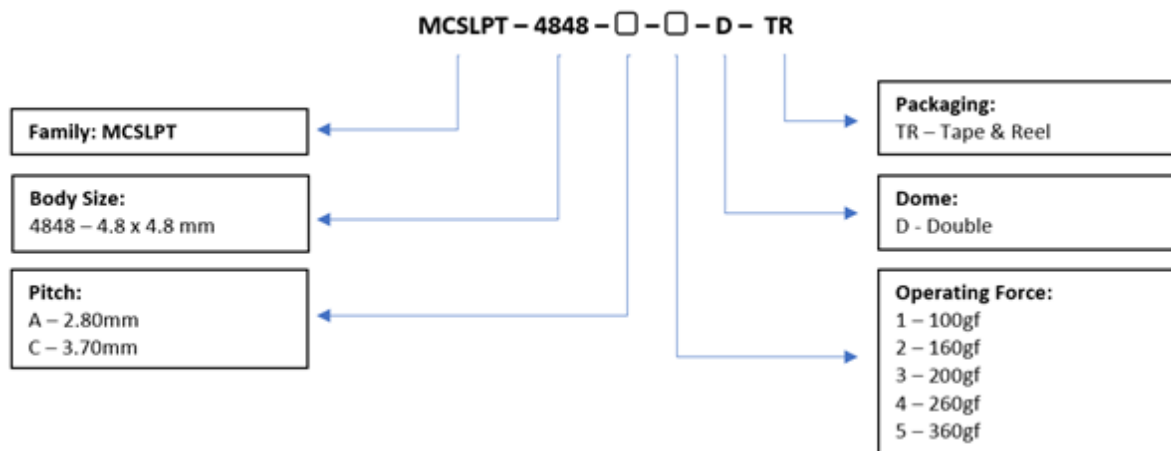 MCSLPT – 4848 – ▢ – ▢ – D – TR
Family: MCSLPT
Body Size:
4848 – 4.8 x 4.8 mm
Pitch:
A – 2.80mm
C – 3.70mm
Packaging:
TR – Tape & Reel
Dome:
D - Double
Operating Force:
1 – 100gf
2 – 160gf
3 – 200gf
4 – 260gf
5 – 360gf